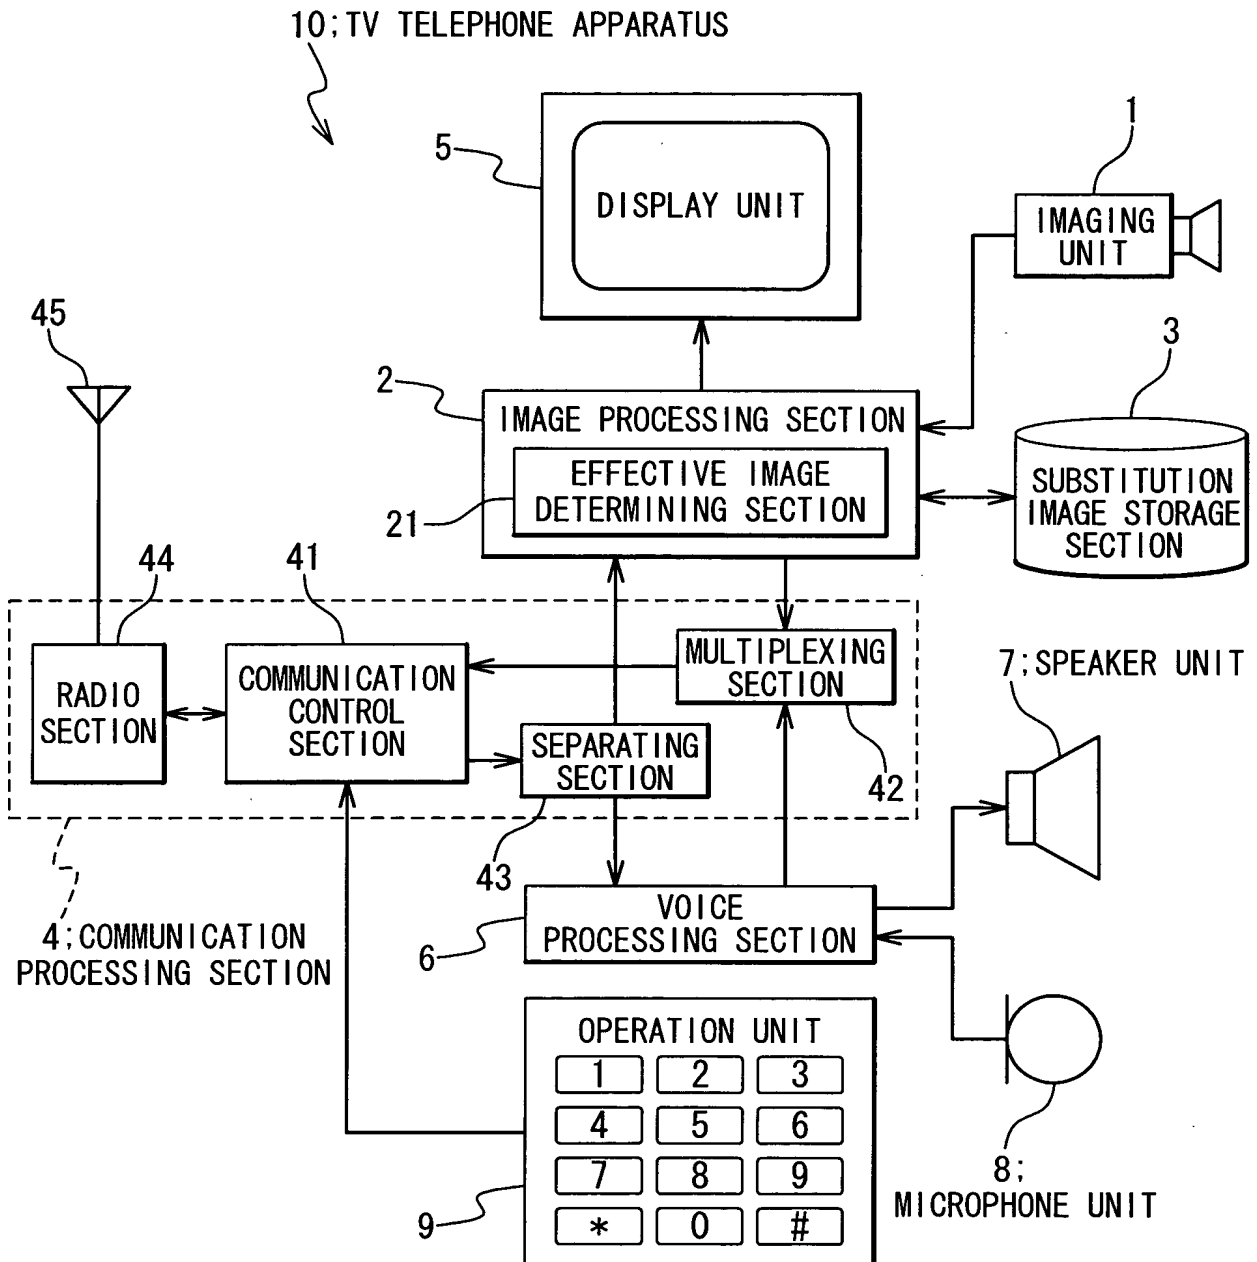 10;TV TELEPHONE APPARATUS
1
5
DISPLAY UNIT
IMAGING
UNIT
45
3
2
IMAGE PROCESSING SECTION
EFFECTIVE IMAGE
DETERMINING SECTION
21
SUBSTITUTION
IMAGE STORAGE
SECTION
44
41
RADIO
SECTION
COMMUNICATION
CONTROL
SECTION
MULTIPLEXING
SECTION
7;SPEAKER UNIT
SEPARATING
SECTION
42
43
4;COMMUNICATION
PROCESSING SECTION
6
VOICE
PROCESSING SECTION
OPERATION UNIT
1 2 3
4 5 6
7 8 9
* 0 #
9
8;
MICROPHONE UNIT